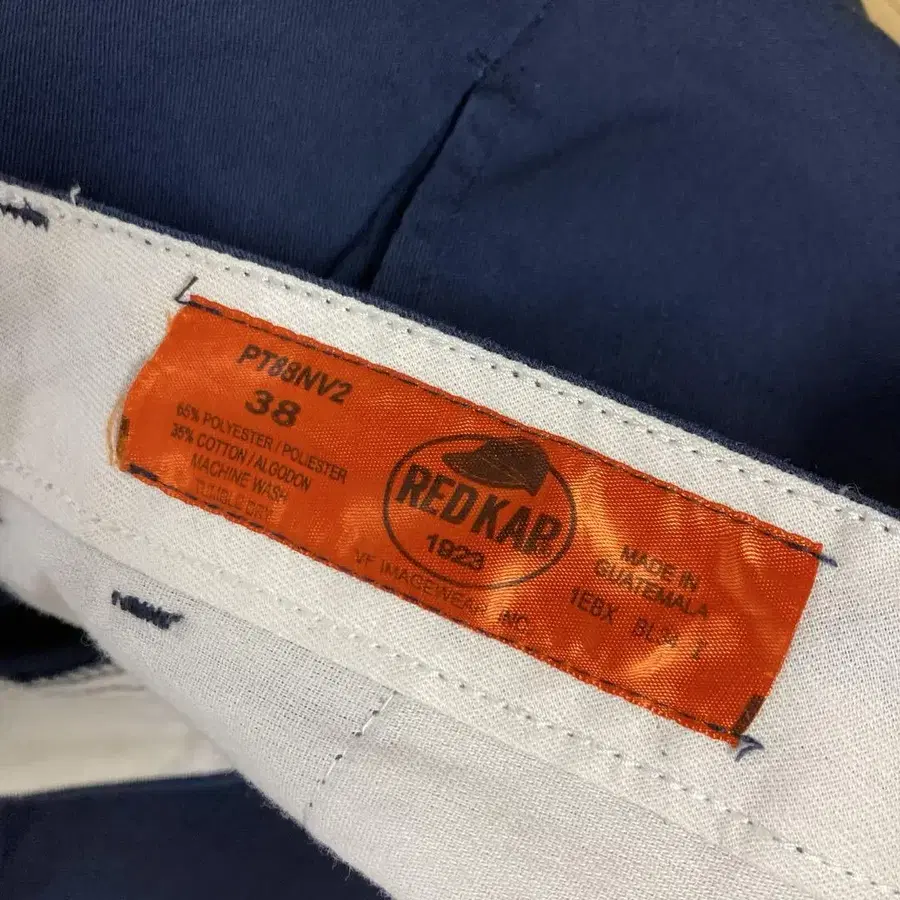 PT88NV2
38
65% POLYESTER / POLIESTER
35% COTTON / ALGODON
MACHINE WASH
TUMBLE DRY
RED KAP
1923
VF IMAGEWEAR, INC.
MADE IN
GUATEMALA
1E8X